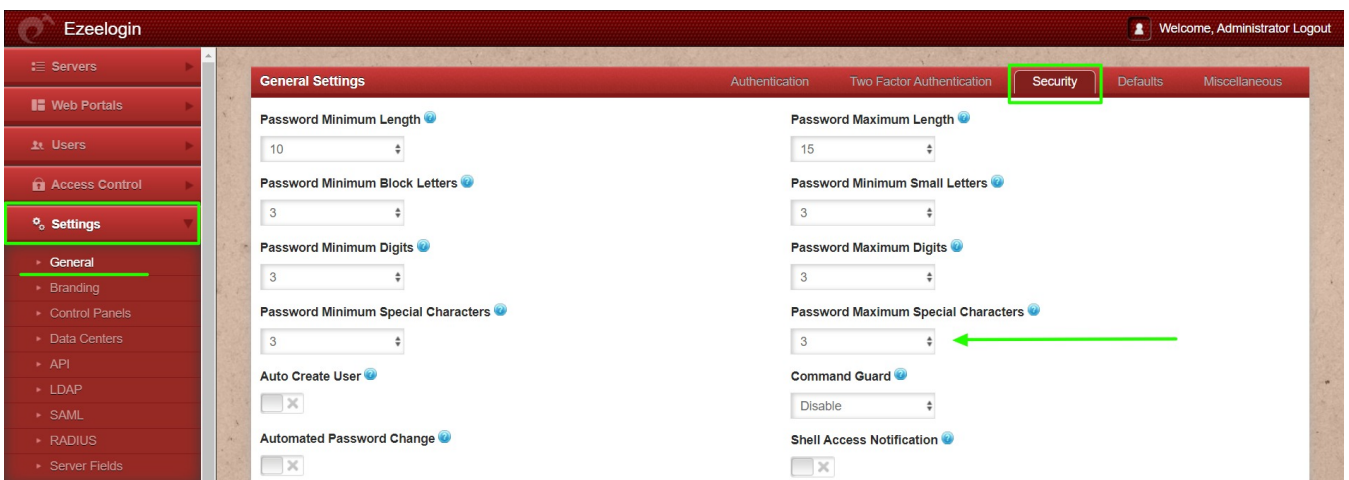 Ezeelogin
Welcome, Administrator Logout
Servers
Web Portals
Users
Access Control
Settings
General
Branding
Control Panels
Data Centers
API
LDAP
SAML
RADIUS
Server Fields
General Settings
Authentication Two Factor Authentication Security Defaults Miscellaneous
Password Minimum Length Password Maximum Length
10 15
Password Minimum Block Letters Password Minimum Small Letters
3 3
Password Minimum Digits Password Maximum Digits
3 3
Password Minimum Special Characters Password Maximum Special Characters
3 3
Auto Create User Command Guard
Disable
Automated Password Change Shell Access Notification